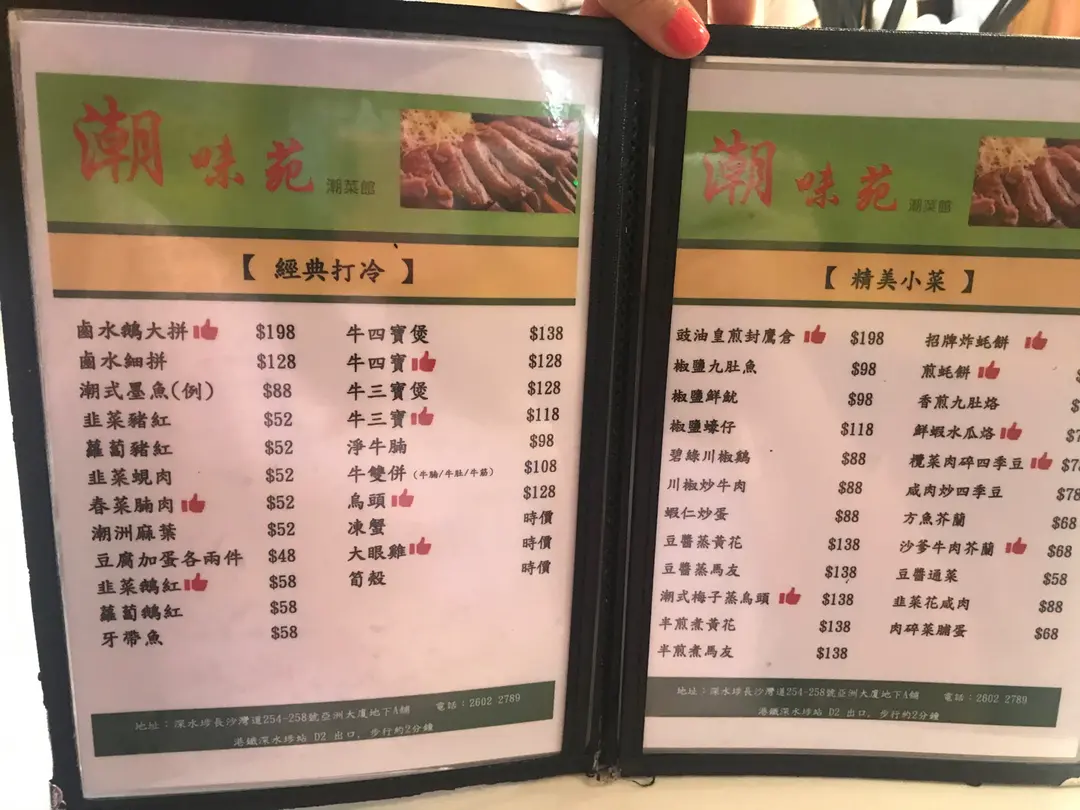 潮味苑 潮菜館
【 經典打冷 】
鹵水鵝大拼 $198
鹵水細拼 $128
潮式墨魚(例) $88
韭菜豬紅 $52
蘿蔔豬紅 $52
韭菜蜆肉 $52
春菜腩肉 $52
潮洲麻葉 $52
豆腐加蛋各兩件 $48
韭菜鵝紅 $58
蘿蔔鵝紅 $58
牙帶魚 $58
牛四寶煲 $138
牛四寶 $128
牛三寶煲 $128
牛三寶 $118
淨牛腩 $98
牛雙併 (牛腩/牛肚/牛筋) $108
烏頭 $128
凍蟹 時價
大眼雞 時價
筍殼 時價
地址：深水埗長沙灣道254-258號亞洲大廈地下A舖 電話：2602 2789
港鐵深水埗站 D2 出口, 步行約2分鐘
潮味苑 潮菜館
【 精美小菜 】
豉油皇煎封鷹倉 $198
椒鹽九肚魚 $98
椒鹽鮮魷 $98
椒鹽蠔仔 $118
碧綠川椒鷄 $88
川椒炒牛肉 $88
蝦仁炒蛋 $88
豆醬蒸黃花 $138
豆醬蒸馬友 $138
潮式梅子蒸烏頭 $138
半煎煮黃花 $138
半煎煮馬友 $138
招牌炸蚝餅
煎蚝餅
香煎九肚烙
鮮蝦水瓜烙
欖菜肉碎四季豆
咸肉炒四季豆 $78
方魚芥蘭 $68
沙爹牛肉芥蘭 $68
豆醬通菜 $58
韭菜花咸肉 $88
肉碎菜脯蛋 $68
地址：深水埗長沙灣道254-258號亞洲大廈地下A舖 電話：2602 2789
港鐵深水埗站 D2 出口, 步行約2分鐘